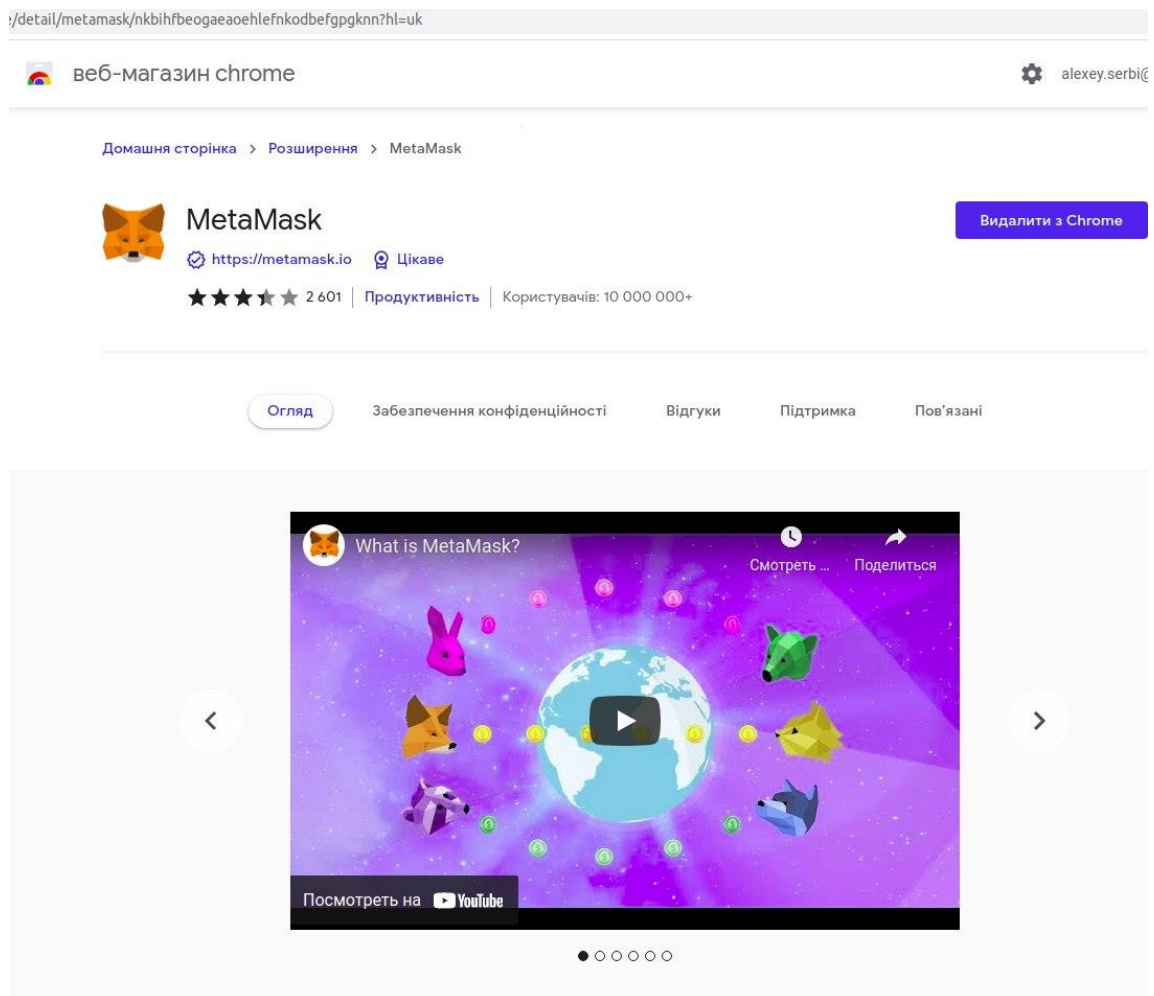 :/detail/metamask/nkbihfbeogaeaoehlefnkodbefgpgknn?hl=uk
веб-магазин chrome
alexey.serbi@
Домашня сторінка > Розширення > MetaMask
MetaMask
Видалити з Chrome
https://metamask.io Цікаве
2 601 | Продуктивність | Користувачів: 10 000 000+
Огляд Забезпечення конфіденційності Відгуки Підтримка Пов'язані
What is MetaMask?
Смотреть ... Поделиться
Посмотреть на YouTube